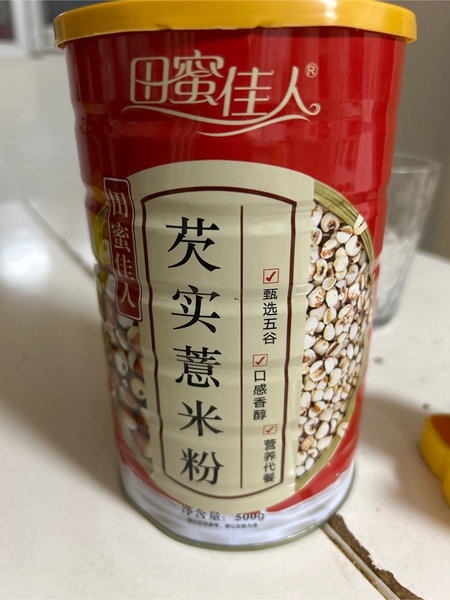 田蜜佳人®
田蜜佳人
芡实薏米粉
甄选五谷
口感香醇
营养代餐
净含量：500g